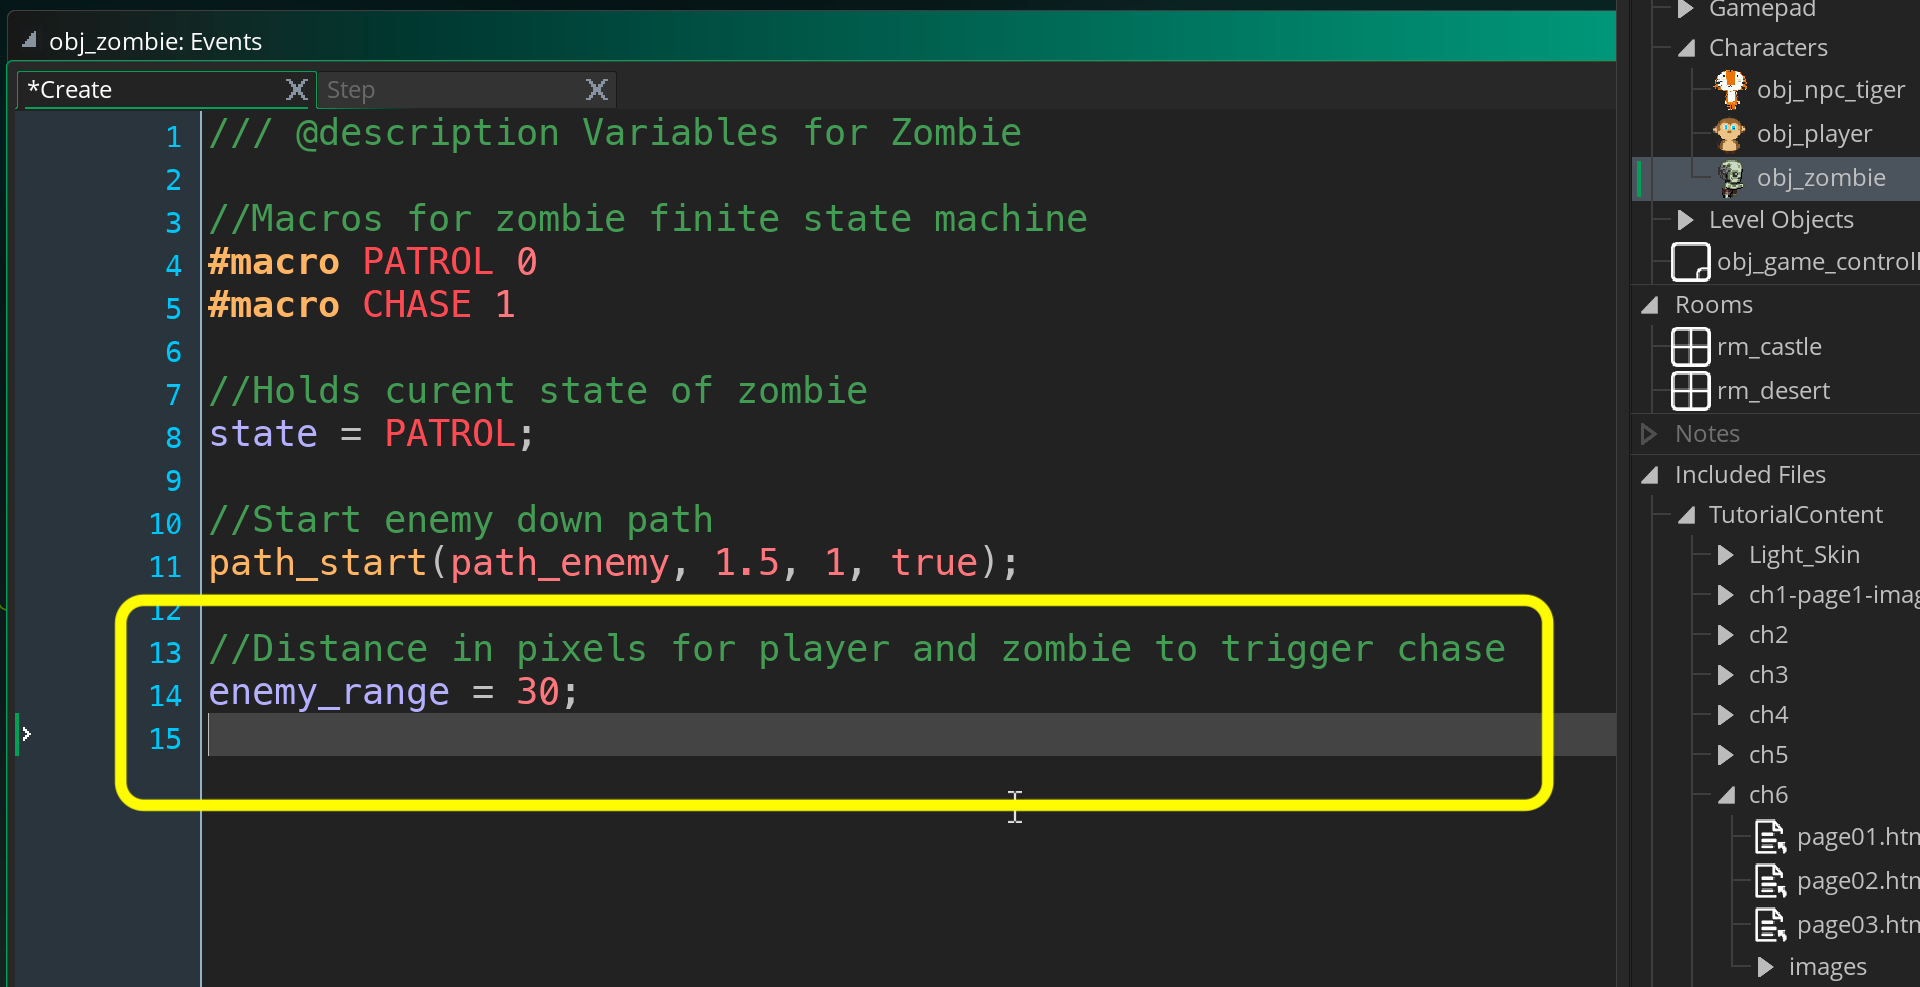 obj_zombie: Events
*Create
Step
1 /// @description Variables for Zombie
2
3 //Macros for zombie finite state machine
4 #macro PATROL 0
5 #macro CHASE 1
6
7 //Holds curent state of zombie
8 state = PATROL;
9
10 //Start enemy down path
11 path_start(path_enemy, 1.5, 1, true);
12
13 //Distance in pixels for player and zombie to trigger chase
14 enemy_range = 30;
15
Gamepad
Characters
obj_npc_tiger
obj_player
obj_zombie
Level Objects
obj_game_controll
Rooms
rm_castle
rm_desert
Notes
Included Files
TutorialContent
Light_Skin
ch1-page1-imag
ch2
ch3
ch4
ch5
ch6
page01.htm
page02.htm
page03.htm
images